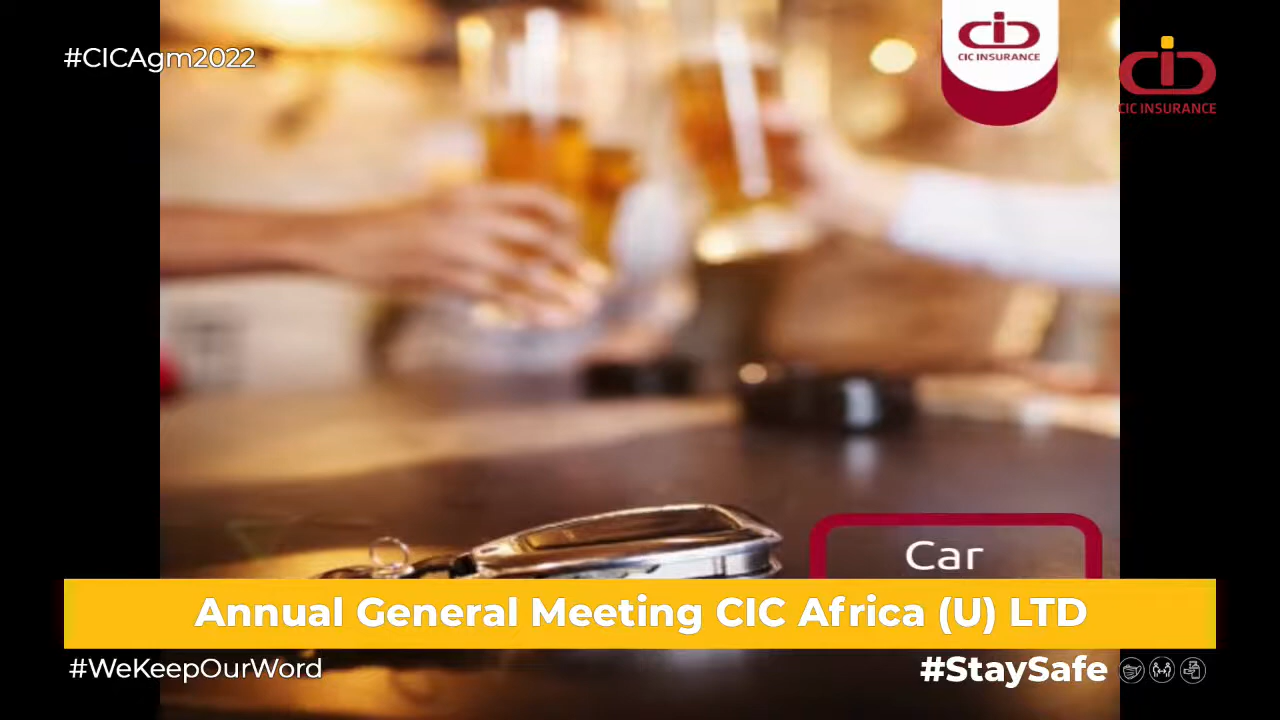 #CICAgm2022
CIC INSURANCE
CIC INSURANCE
Car
Annual General Meeting CIC Africa (U) LTD
#WeKeepOurWord
#StaySafe